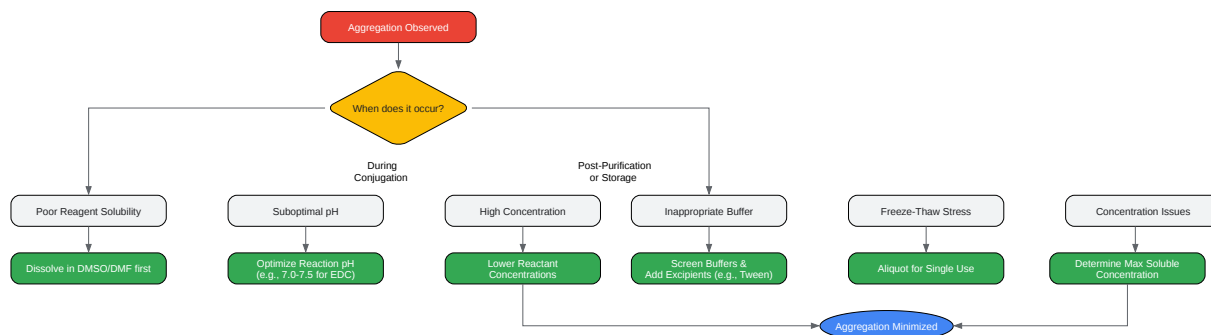 Aggregation Observed
When does it occur?
During
Conjugation
Post-Purification
or Storage
Poor Reagent Solubility
Suboptimal pH
High Concentration
Inappropriate Buffer
Freeze-Thaw Stress
Concentration Issues
Dissolve in DMSO/DMF first
Optimize Reaction pH
(e.g., 7.0-7.5 for EDC)
Lower Reactant
Concentrations
Screen Buffers &
Add Excipients (e.g., Tween)
Aliquot for Single Use
Determine Max Soluble
Concentration
Aggregation Minimized